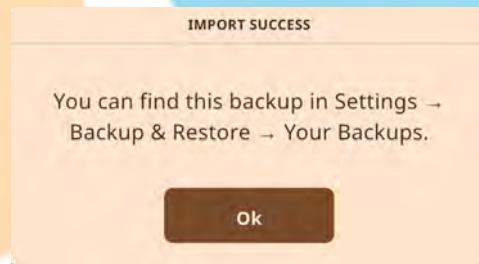 IMPORT SUCCESS
You can find this backup in Settings →
Backup & Restore → Your Backups.
Ok